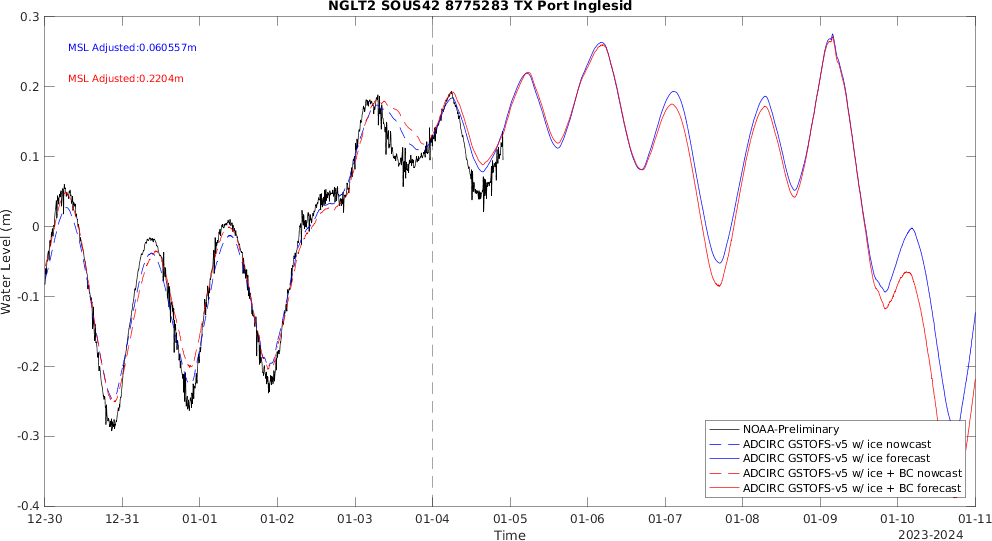 NGLT2 SOUS42 8775283 TX Port Inglesid
MSL Adjusted:0.060557m
MSL Adjusted:0.2204m
Water Level (m)
0.3
0.2
0.1
0
-0.1
-0.2
-0.3
-0.4
NOAA-Preliminary
ADCIRC GSTOFS-v5 w/ ice nowcast
ADCIRC GSTOFS-v5 w/ ice forecast
ADCIRC GSTOFS-v5 w/ ice + BC nowcast
ADCIRC GSTOFS-v5 w/ ice + BC forecast
12-30 12-31 01-01 01-02 01-03 01-04 01-05 01-06 01-07 01-08 01-09 01-10 01-11
Time
2023-2024